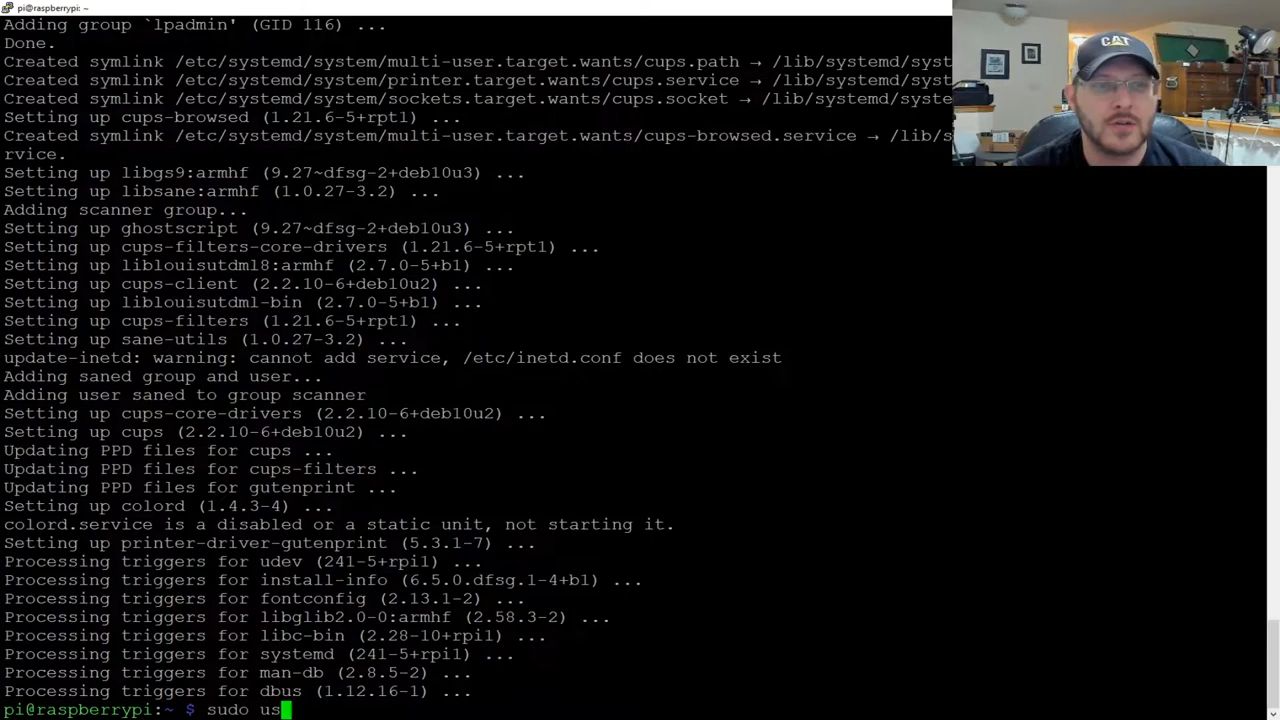 pi@raspberrypi: ~
Adding group `lpadmin' (GID 116) ...
Done.
Created symlink /etc/systemd/system/multi-user.target.wants/cups.path → /lib/systemd/syst
Created symlink /etc/systemd/system/printer.target.wants/cups.service → /lib/systemd/syst
Created symlink /etc/systemd/system/sockets.target.wants/cups.socket → /lib/systemd/syste
Setting up cups-browsed (1.21.6-5+rpt1) ...
Created symlink /etc/systemd/system/multi-user.target.wants/cups-browsed.service → /lib/s
rvice.
Setting up libgs9:armhf (9.27~dfsg-2+deb10u3) ...
Setting up libsane:armhf (1.0.27-3.2) ...
Adding scanner group...
Setting up ghostscript (9.27~dfsg-2+deb10u3) ...
Setting up cups-filters-core-drivers (1.21.6-5+rpt1) ...
Setting up liblouisutdml8:armhf (2.7.0-5+b1) ...
Setting up cups-client (2.2.10-6+deb10u2) ...
Setting up liblouisutdml-bin (2.7.0-5+b1) ...
Setting up cups-filters (1.21.6-5+rpt1) ...
Setting up sane-utils (1.0.27-3.2) ...
update-inetd: warning: cannot add service, /etc/inetd.conf does not exist
Adding saned group and user...
Adding user saned to group scanner
Setting up cups-core-drivers (2.2.10-6+deb10u2) ...
Setting up cups (2.2.10-6+deb10u2) ...
Updating PPD files for cups ...
Updating PPD files for cups-filters ...
Updating PPD files for gutenprint ...
Setting up colord (1.4.3-4) ...
colord.service is a disabled or a static unit, not starting it.
Setting up printer-driver-gutenprint (5.3.1-7) ...
Processing triggers for udev (241-5+rpi1) ...
Processing triggers for install-info (6.5.0.dfsg.1-4+b1) ...
Processing triggers for fontconfig (2.13.1-2) ...
Processing triggers for libglib2.0-0:armhf (2.58.3-2) ...
Processing triggers for libc-bin (2.28-10+rpi1) ...
Processing triggers for systemd (241-5+rpi1) ...
Processing triggers for man-db (2.8.5-2) ...
Processing triggers for dbus (1.12.16-1) ...
pi@raspberrypi:~ $ sudo us
CAT